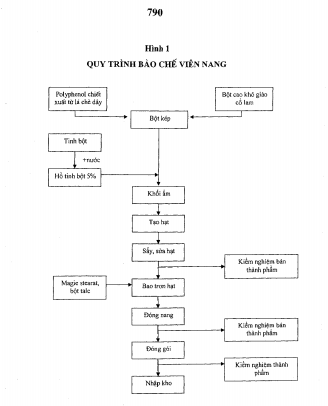 790
Hình 1
QUY TRÌNH BÀO CHẾ VIÊN NANG
Polyphenol chiết
xuất từ lá chè dây
Bột cao khô giảo
cổ lam
Bột kép
Tinh bột
+nước
Hồ tinh bột 5%
Khối ẩm
Tạo hạt
Sấy, sửa hạt
Kiểm nghiệm bán
thành phẩm
Magic stearat,
bột talc
Bao trơn hạt
Đóng nang
Kiểm nghiệm bán
thành phẩm
Đóng gói
Kiểm nghiệm thành
phẩm
Nhập kho